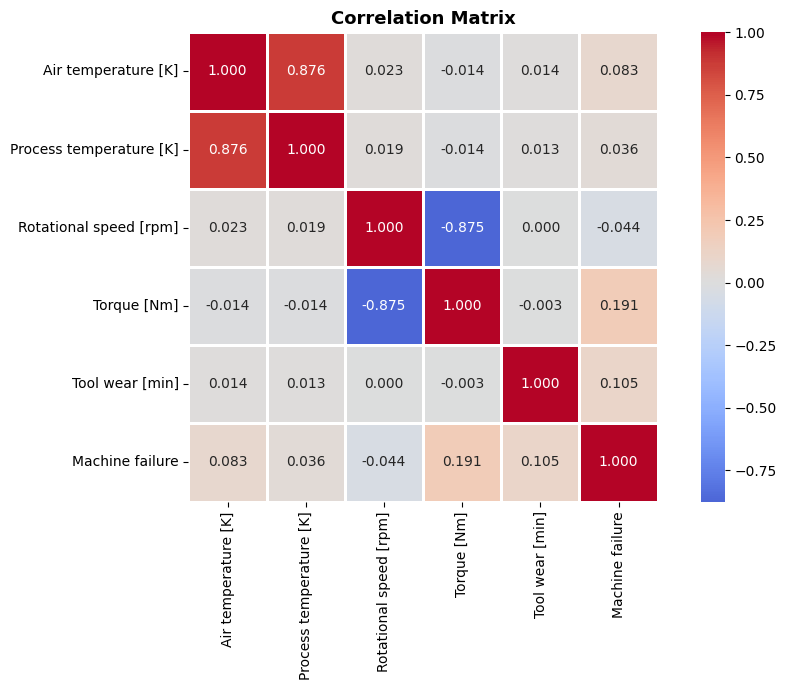 Correlation Matrix
Air temperature [K] 1.000 0.876 0.023 -0.014 0.014 0.083
Process temperature [K] 0.876 1.000 0.019 -0.014 0.013 0.036
Rotational speed [rpm] 0.023 0.019 1.000 -0.875 0.000 -0.044
Torque [Nm] -0.014 -0.014 -0.875 1.000 -0.003 0.191
Tool wear [min] 0.014 0.013 0.000 -0.003 1.000 0.105
Machine failure 0.083 0.036 -0.044 0.191 0.105 1.000
Air temperature [K]
Process temperature [K]
Rotational speed [rpm]
Torque [Nm]
Tool wear [min]
Machine failure
1.00
0.75
0.50
0.25
0.00
−0.25
−0.50
−0.75